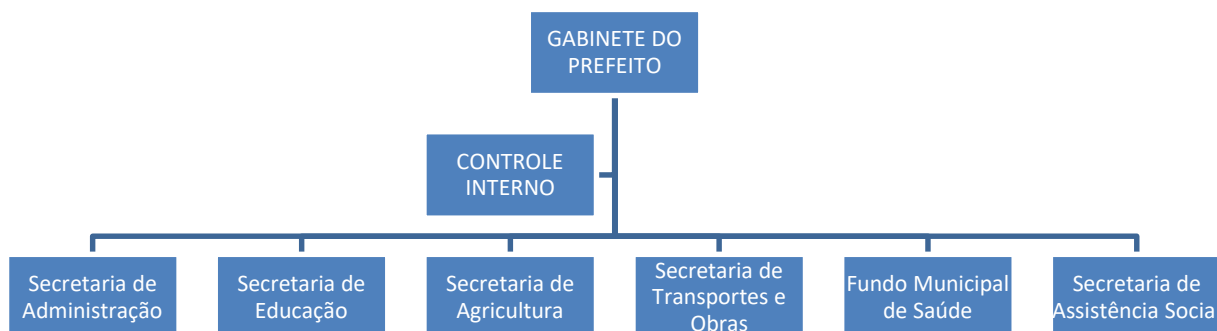 GABINETE DO
PREFEITO
CONTROLE
INTERNO
Secretaria de
Administração
Secretaria de
Educação
Secretaria de
Agricultura
Secretaria de
Transportes e
Obras
Fundo Municipal
de Saúde
Secretaria de
Assistência Social